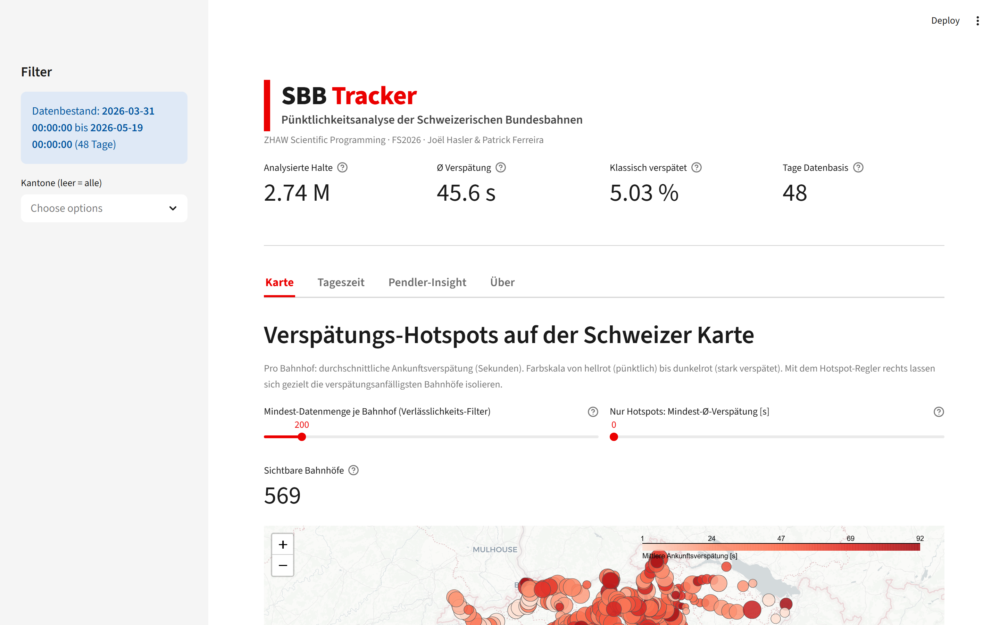 Deploy
Filter
Datenbestand: 2026-03-31
00:00:00 bis 2026-05-19
00:00:00 (48 Tage)
Kantone (leer = alle)
Choose options
SBB Tracker
Pünktlichkeitsanalyse der Schweizerischen Bundesbahnen
ZHAW Scientific Programming · FS2026 · Joël Hasler & Patrick Ferreira
Analysierte Halte
2.74 M
Ø Verspätung
45.6 s
Klassisch verspätet
5.03 %
Tage Datenbasis
48
Karte Tageszeit Pendler-Insight Über
Verspätungs-Hotspots auf der Schweizer Karte
Pro Bahnhof: durchschnittliche Ankunftsverspätung (Sekunden). Farbskala von hellrot (pünktlich) bis dunkelrot (stark verspätet). Mit dem Hotspot-Regler rechts lassen
sich gezielt die verspätungsanfälligsten Bahnhöfe isolieren.
Mindest-Datenmenge je Bahnhof (Verlässlichkeits-Filter)
200
Nur Hotspots: Mindest-Ø-Verspätung [s]
0
Sichtbare Bahnhöfe
569
+
−
MULHOUSE
1 24 47 69 92
Mittlere Ankunftsverspätung [s]